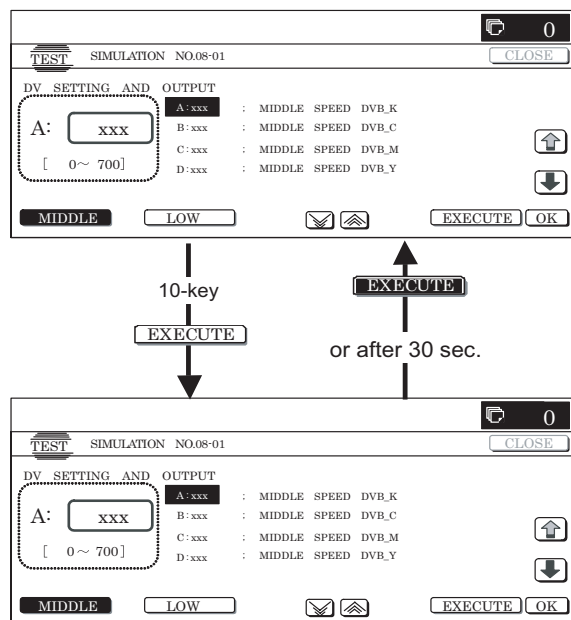 0
TEST SIMULATION NO.08-01 CLOSE
DV SETTING AND OUTPUT
A: xxx
[ 0~ 700]
A:xxx ; MIDDLE SPEED DVB_K
B:xxx ; MIDDLE SPEED DVB_C
C:xxx ; MIDDLE SPEED DVB_M
D:xxx ; MIDDLE SPEED DVB_Y
MIDDLE LOW EXECUTE OK
10-key
EXECUTE
EXECUTE
or after 30 sec.
0
TEST SIMULATION NO.08-01 CLOSE
DV SETTING AND OUTPUT
A: xxx
[ 0~ 700]
A:xxx ; MIDDLE SPEED DVB_K
B:xxx ; MIDDLE SPEED DVB_C
C:xxx ; MIDDLE SPEED DVB_M
D:xxx ; MIDDLE SPEED DVB_Y
MIDDLE LOW EXECUTE OK